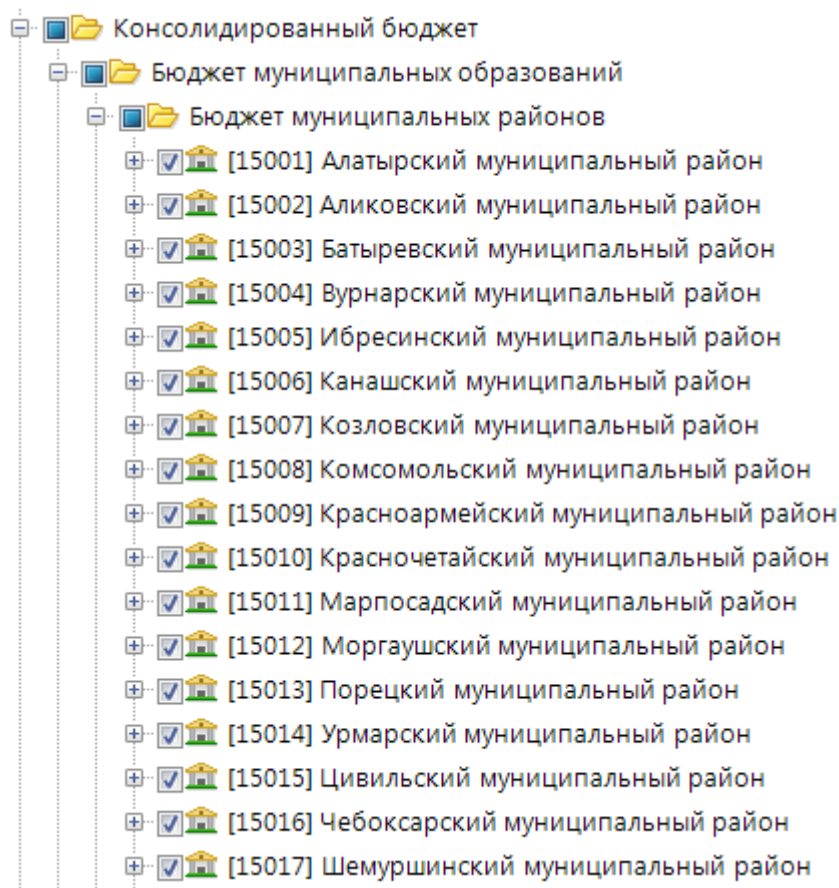 Консолидированный бюджет
Бюджет муниципальных образований
Бюджет муниципальных районов
[15001] Алатырский муниципальный район
[15002] Аликовский муниципальный район
[15003] Батыревский муниципальный район
[15004] Вурнарский муниципальный район
[15005] Ибресинский муниципальный район
[15006] Канашский муниципальный район
[15007] Козловский муниципальный район
[15008] Комсомольский муниципальный район
[15009] Красноармейский муниципальный район
[15010] Красночетайский муниципальный район
[15011] Марпосадский муниципальный район
[15012] Моргаушский муниципальный район
[15013] Порецкий муниципальный район
[15014] Урмарский муниципальный район
[15015] Цивильский муниципальный район
[15016] Чебоксарский муниципальный район
[15017] Шемуршинский муниципальный район